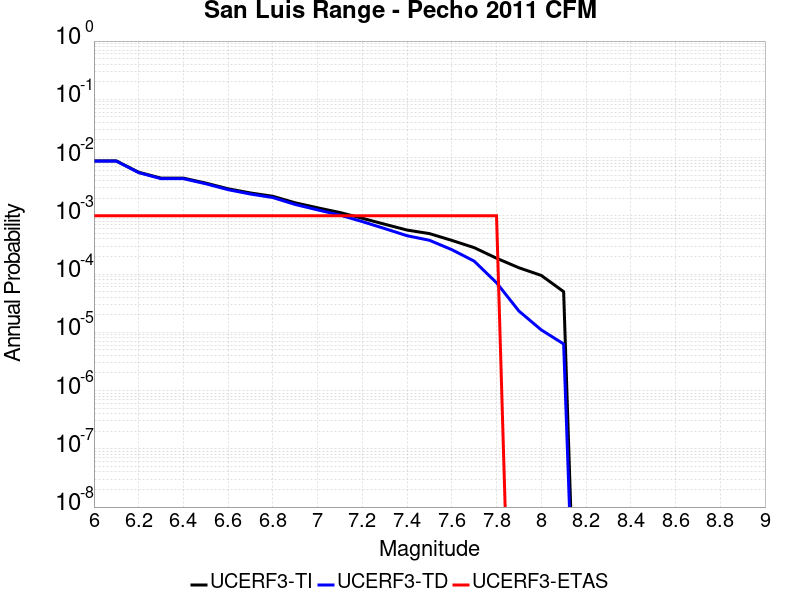 San Luis Range - Pecho 2011 CFM
10^0
10^-1
10^-2
10^-3
10^-4
10^-5
10^-6
10^-7
10^-8
Annual Probability
6 6.2 6.4 6.6 6.8 7 7.2 7.4 7.6 7.8 8 8.2 8.4 8.6 8.8 9
Magnitude
UCERF3-TI UCERF3-TD UCERF3-ETAS